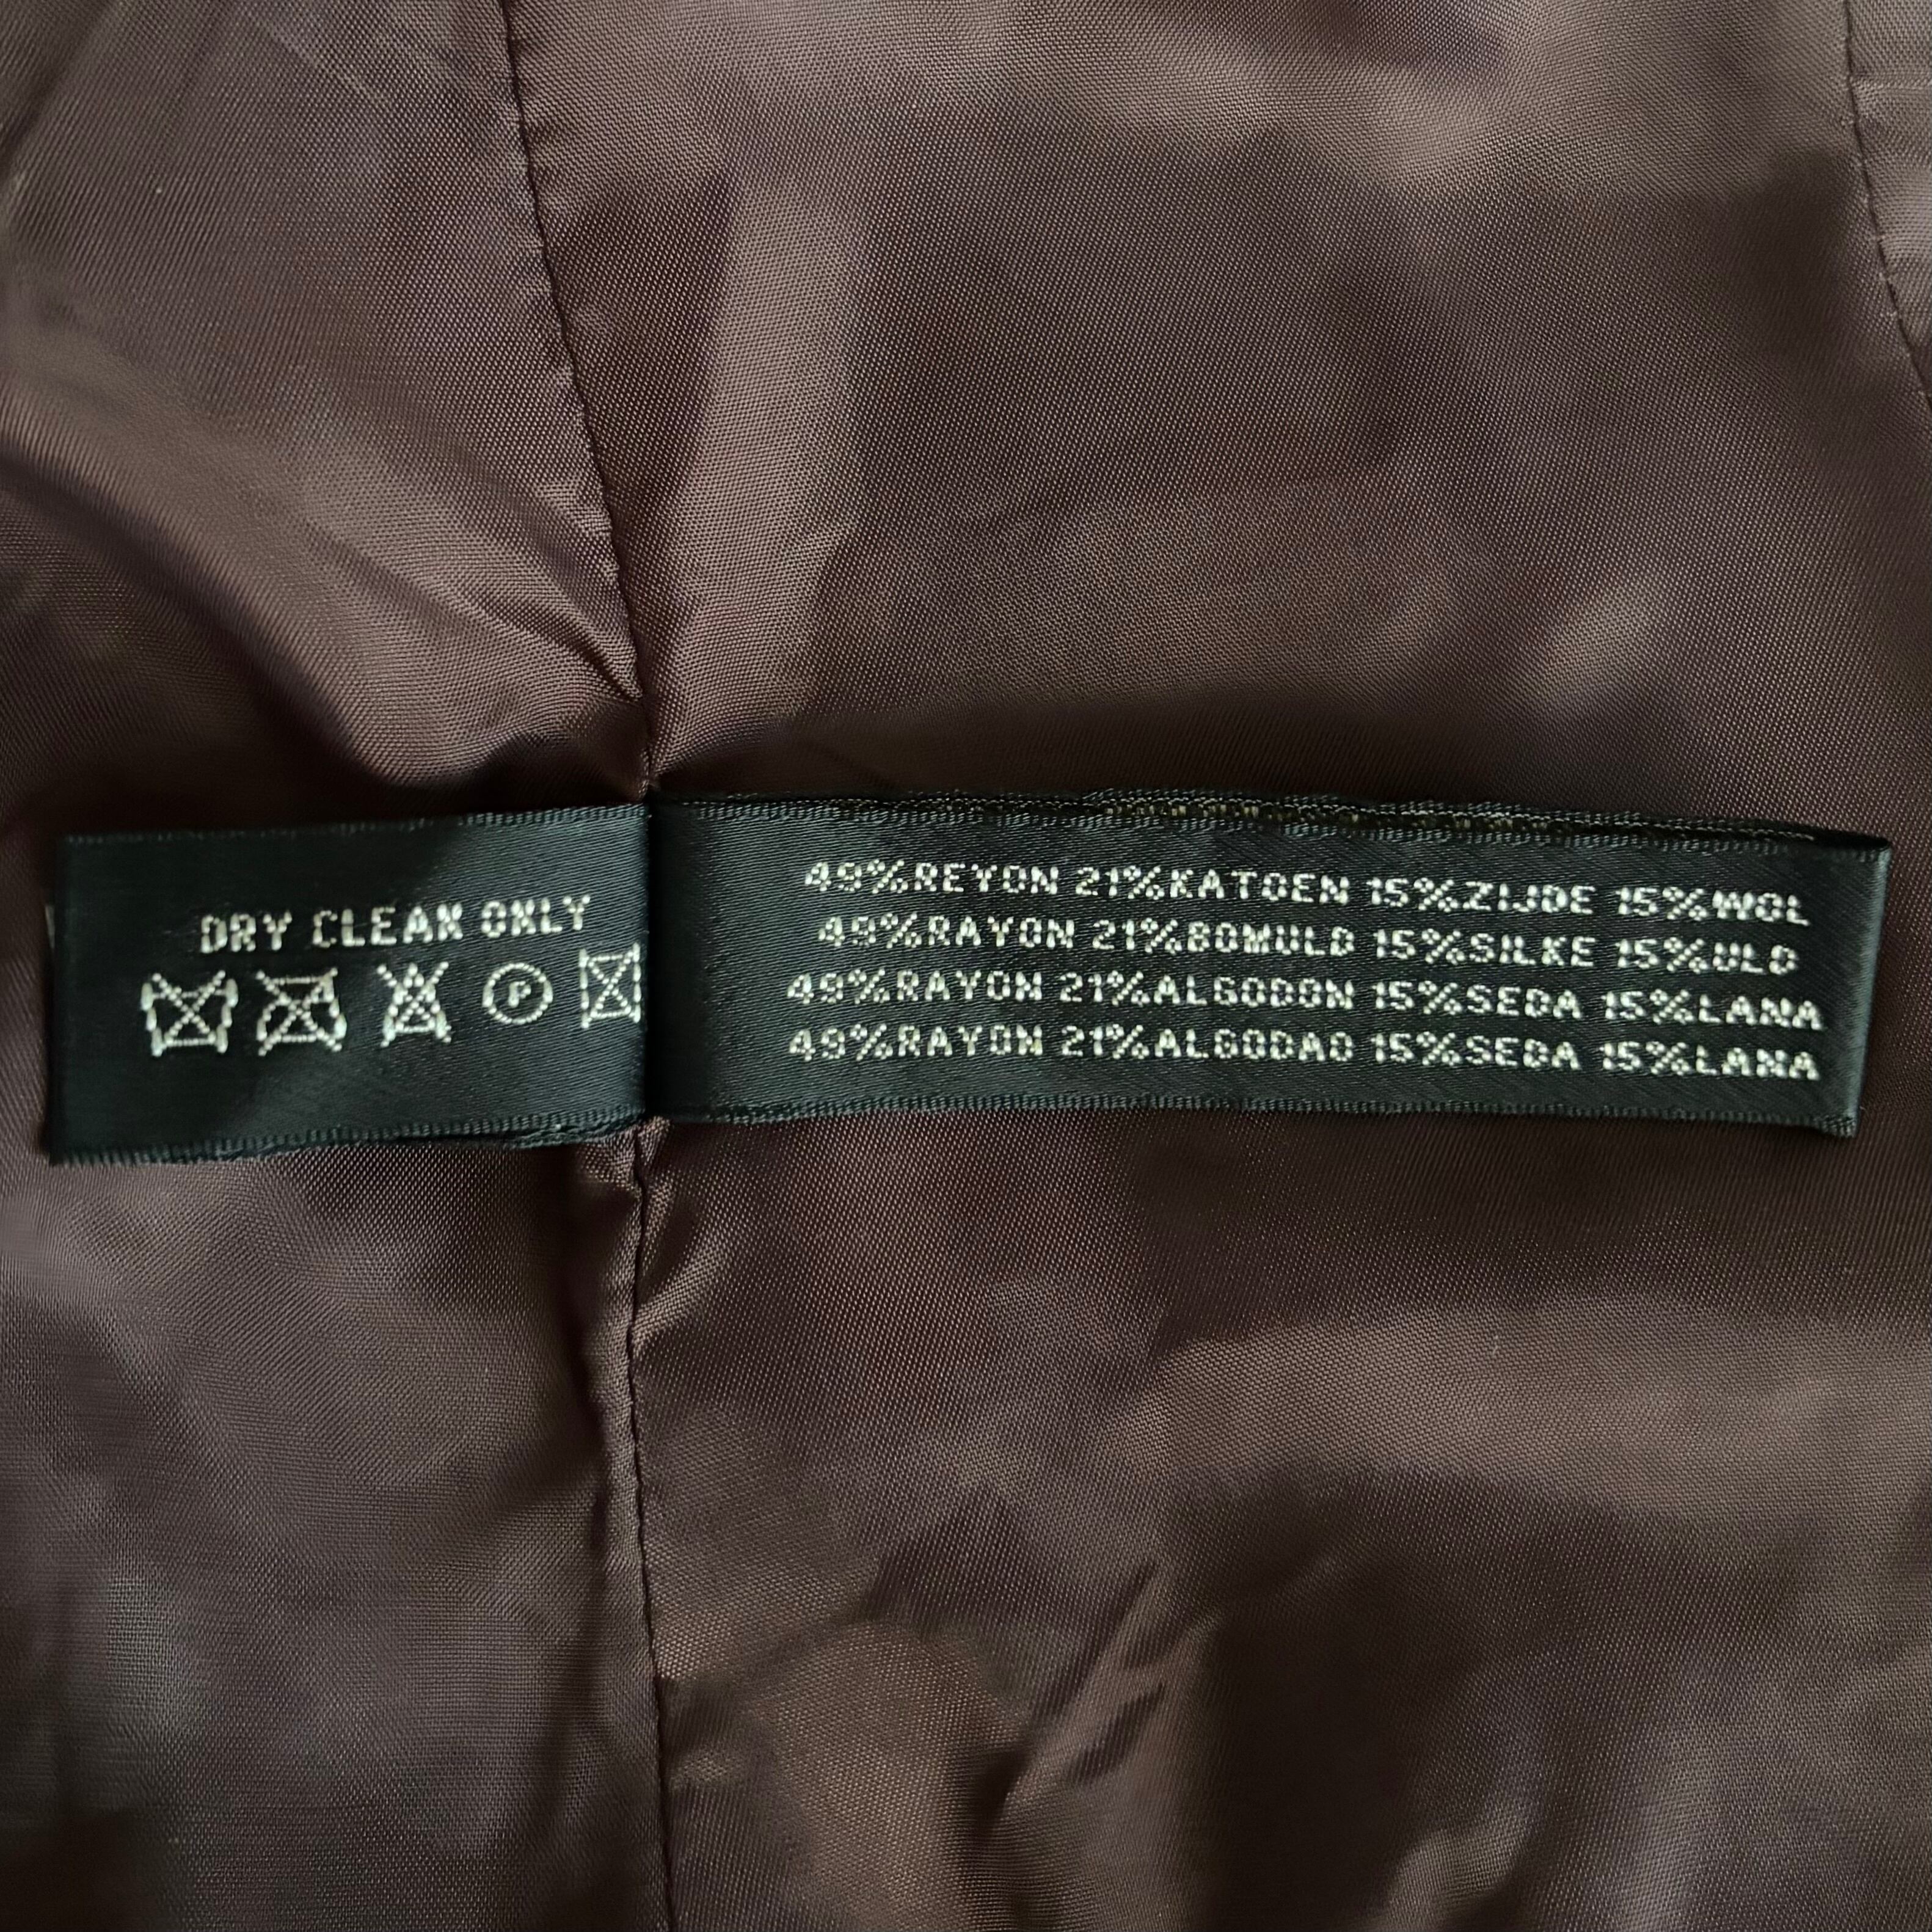 DRY CLEAN ONLY
P
49%REYON 21%KATOEN 15%ZIJDE 15%WOL
49%RAYON 21%BOMULD 15%SILKE 15%ULD
49%RAYON 21%ALGODON 15%SEDA 15%LANA
49%RAYON 21%ALGODAO 15%SEDA 15%LANA